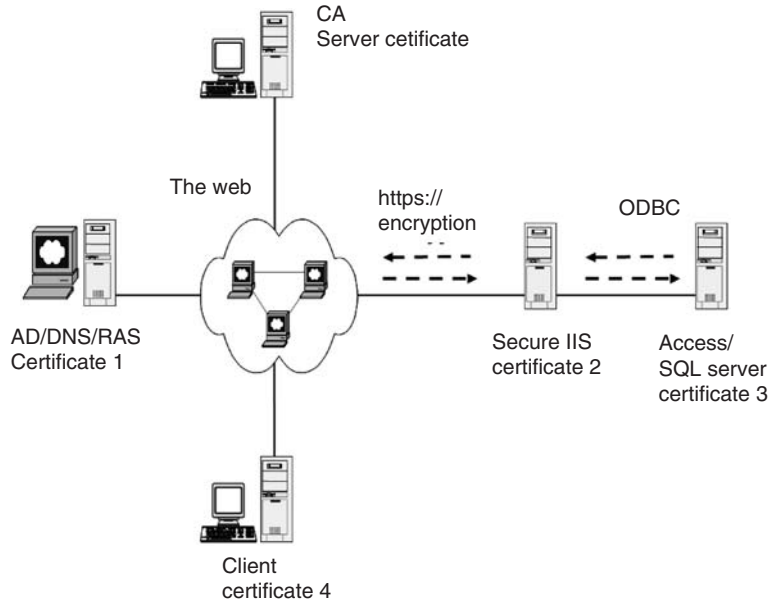 CA
Server cetificate
The web
https://
encryption
ODBC
AD/DNS/RAS
Certificate 1
Secure IIS
certificate 2
Access/
SQL server
certificate 3
Client
certificate 4